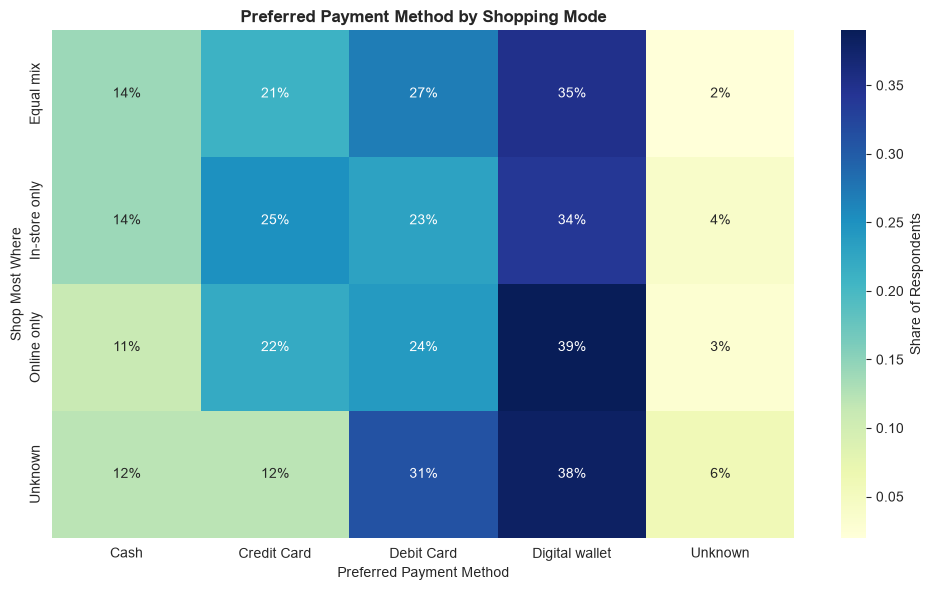 Preferred Payment Method by Shopping Mode
Shop Most Where
Equal mix
14% 21% 27% 35% 2%
In-store only
14% 25% 23% 34% 4%
Online only
11% 22% 24% 39% 3%
Unknown
12% 12% 31% 38% 6%
Cash Credit Card Debit Card Digital wallet Unknown
Preferred Payment Method
0.35
0.30
0.25
0.20
0.15
0.10
0.05
Share of Respondents